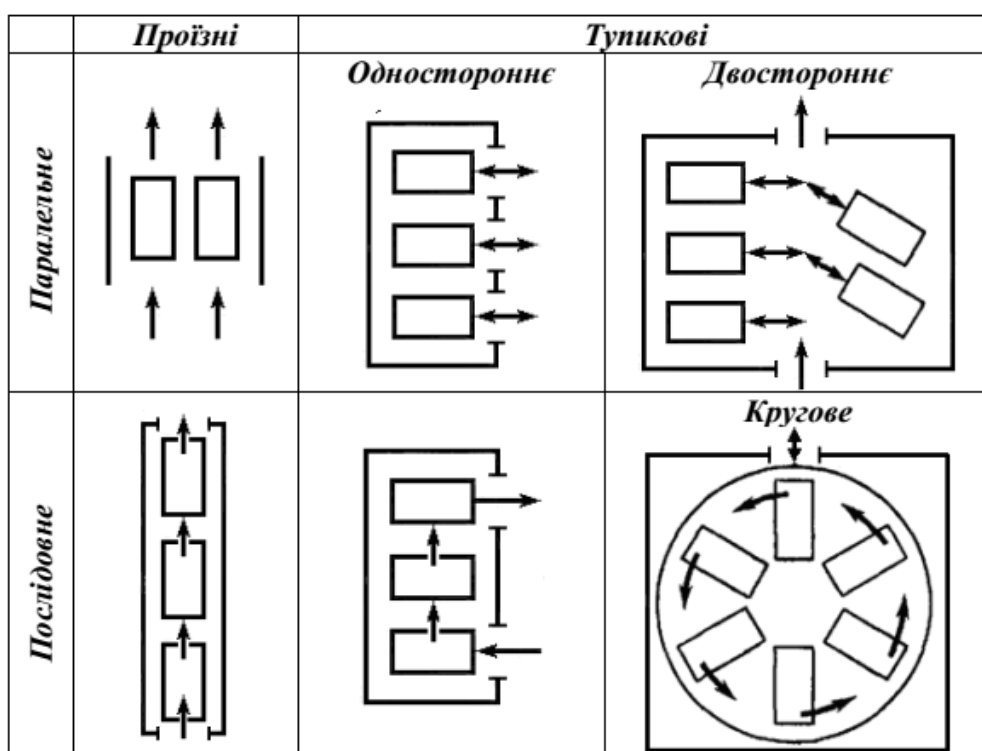 Проїзні
Тупикові
Одностороннє
Двостороннє
Паралельне
Кругове
Послідовне